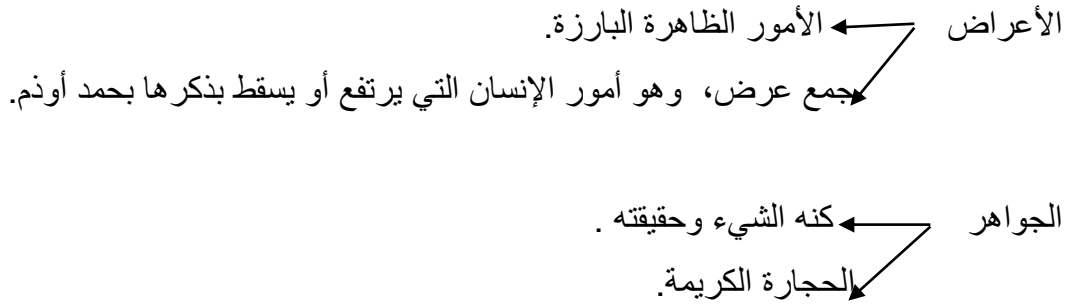 الأعراض الأمور الظاهرة البارزة.
جمع عرض، وهو أمور الإنسان التي يرتفع أو يسقط بذكرها بحمد أوذم.
الجواهر كنه الشيء وحقيقته .
الحجارة الكريمة.